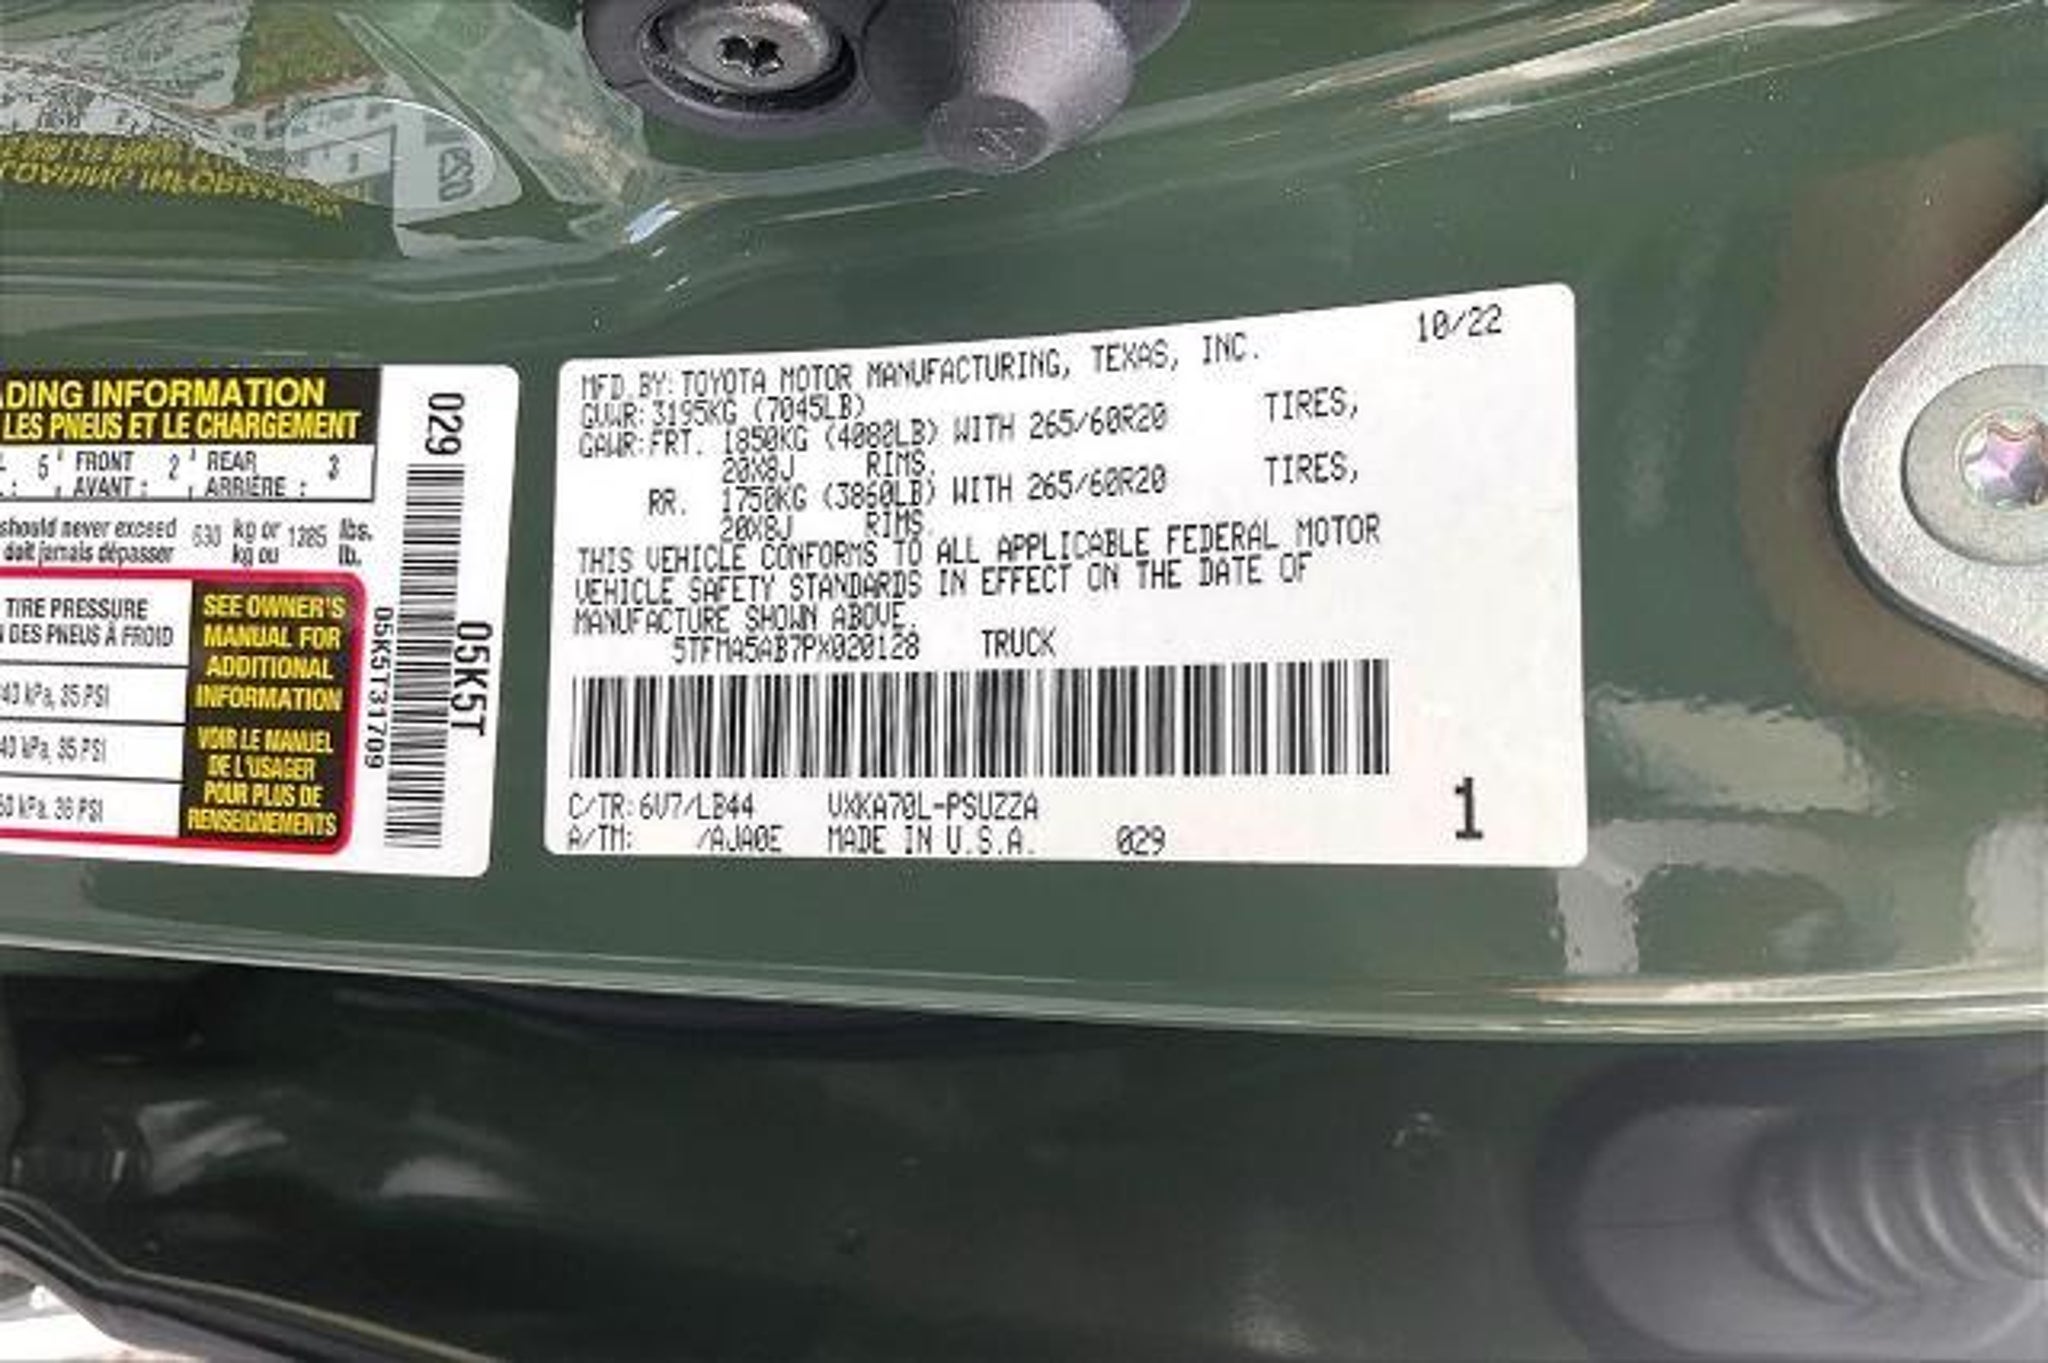 ADING INFORMATION
LES PNEUS ET LE CHARGEMENT
5 FRONT 2 REAR 3
AVANT : ARRIÈRE :
should never exceed 630 kg or 1385 lbs.
doit jamais dépasser kg ou lb.
TIRE PRESSURE
N DES PNEUS À FROID
40 kPa, 35 PSI
40 kPa, 35 PSI
50 kPa, 36 PSI
SEE OWNER'S
MANUAL FOR
ADDITIONAL
INFORMATION
VOIR LE MANUEL
DE L'USAGER
POUR PLUS DE
RENSEIGNEMENTS
029
05K5T
05K5T31709
10/22
MFD. BY: TOYOTA MOTOR MANUFACTURING, TEXAS, INC.
GVWR: 3195KG (7045LB)
GAWR: FRT. 1850KG (4080LB) WITH 265/60R20 TIRES,
20X8J RIMS,
RR. 1750KG (3860LB) WITH 265/60R20 TIRES,
20X8J RIMS.
THIS VEHICLE CONFORMS TO ALL APPLICABLE FEDERAL MOTOR
VEHICLE SAFETY STANDARDS IN EFFECT ON THE DATE OF
MANUFACTURE SHOWN ABOVE.
5TFMA5AB7PX020128 TRUCK
C/TR: 6V7/LB44 VXKA70L-PSUZZA
A/TM: /AJA0E MADE IN U.S.A. 029
1